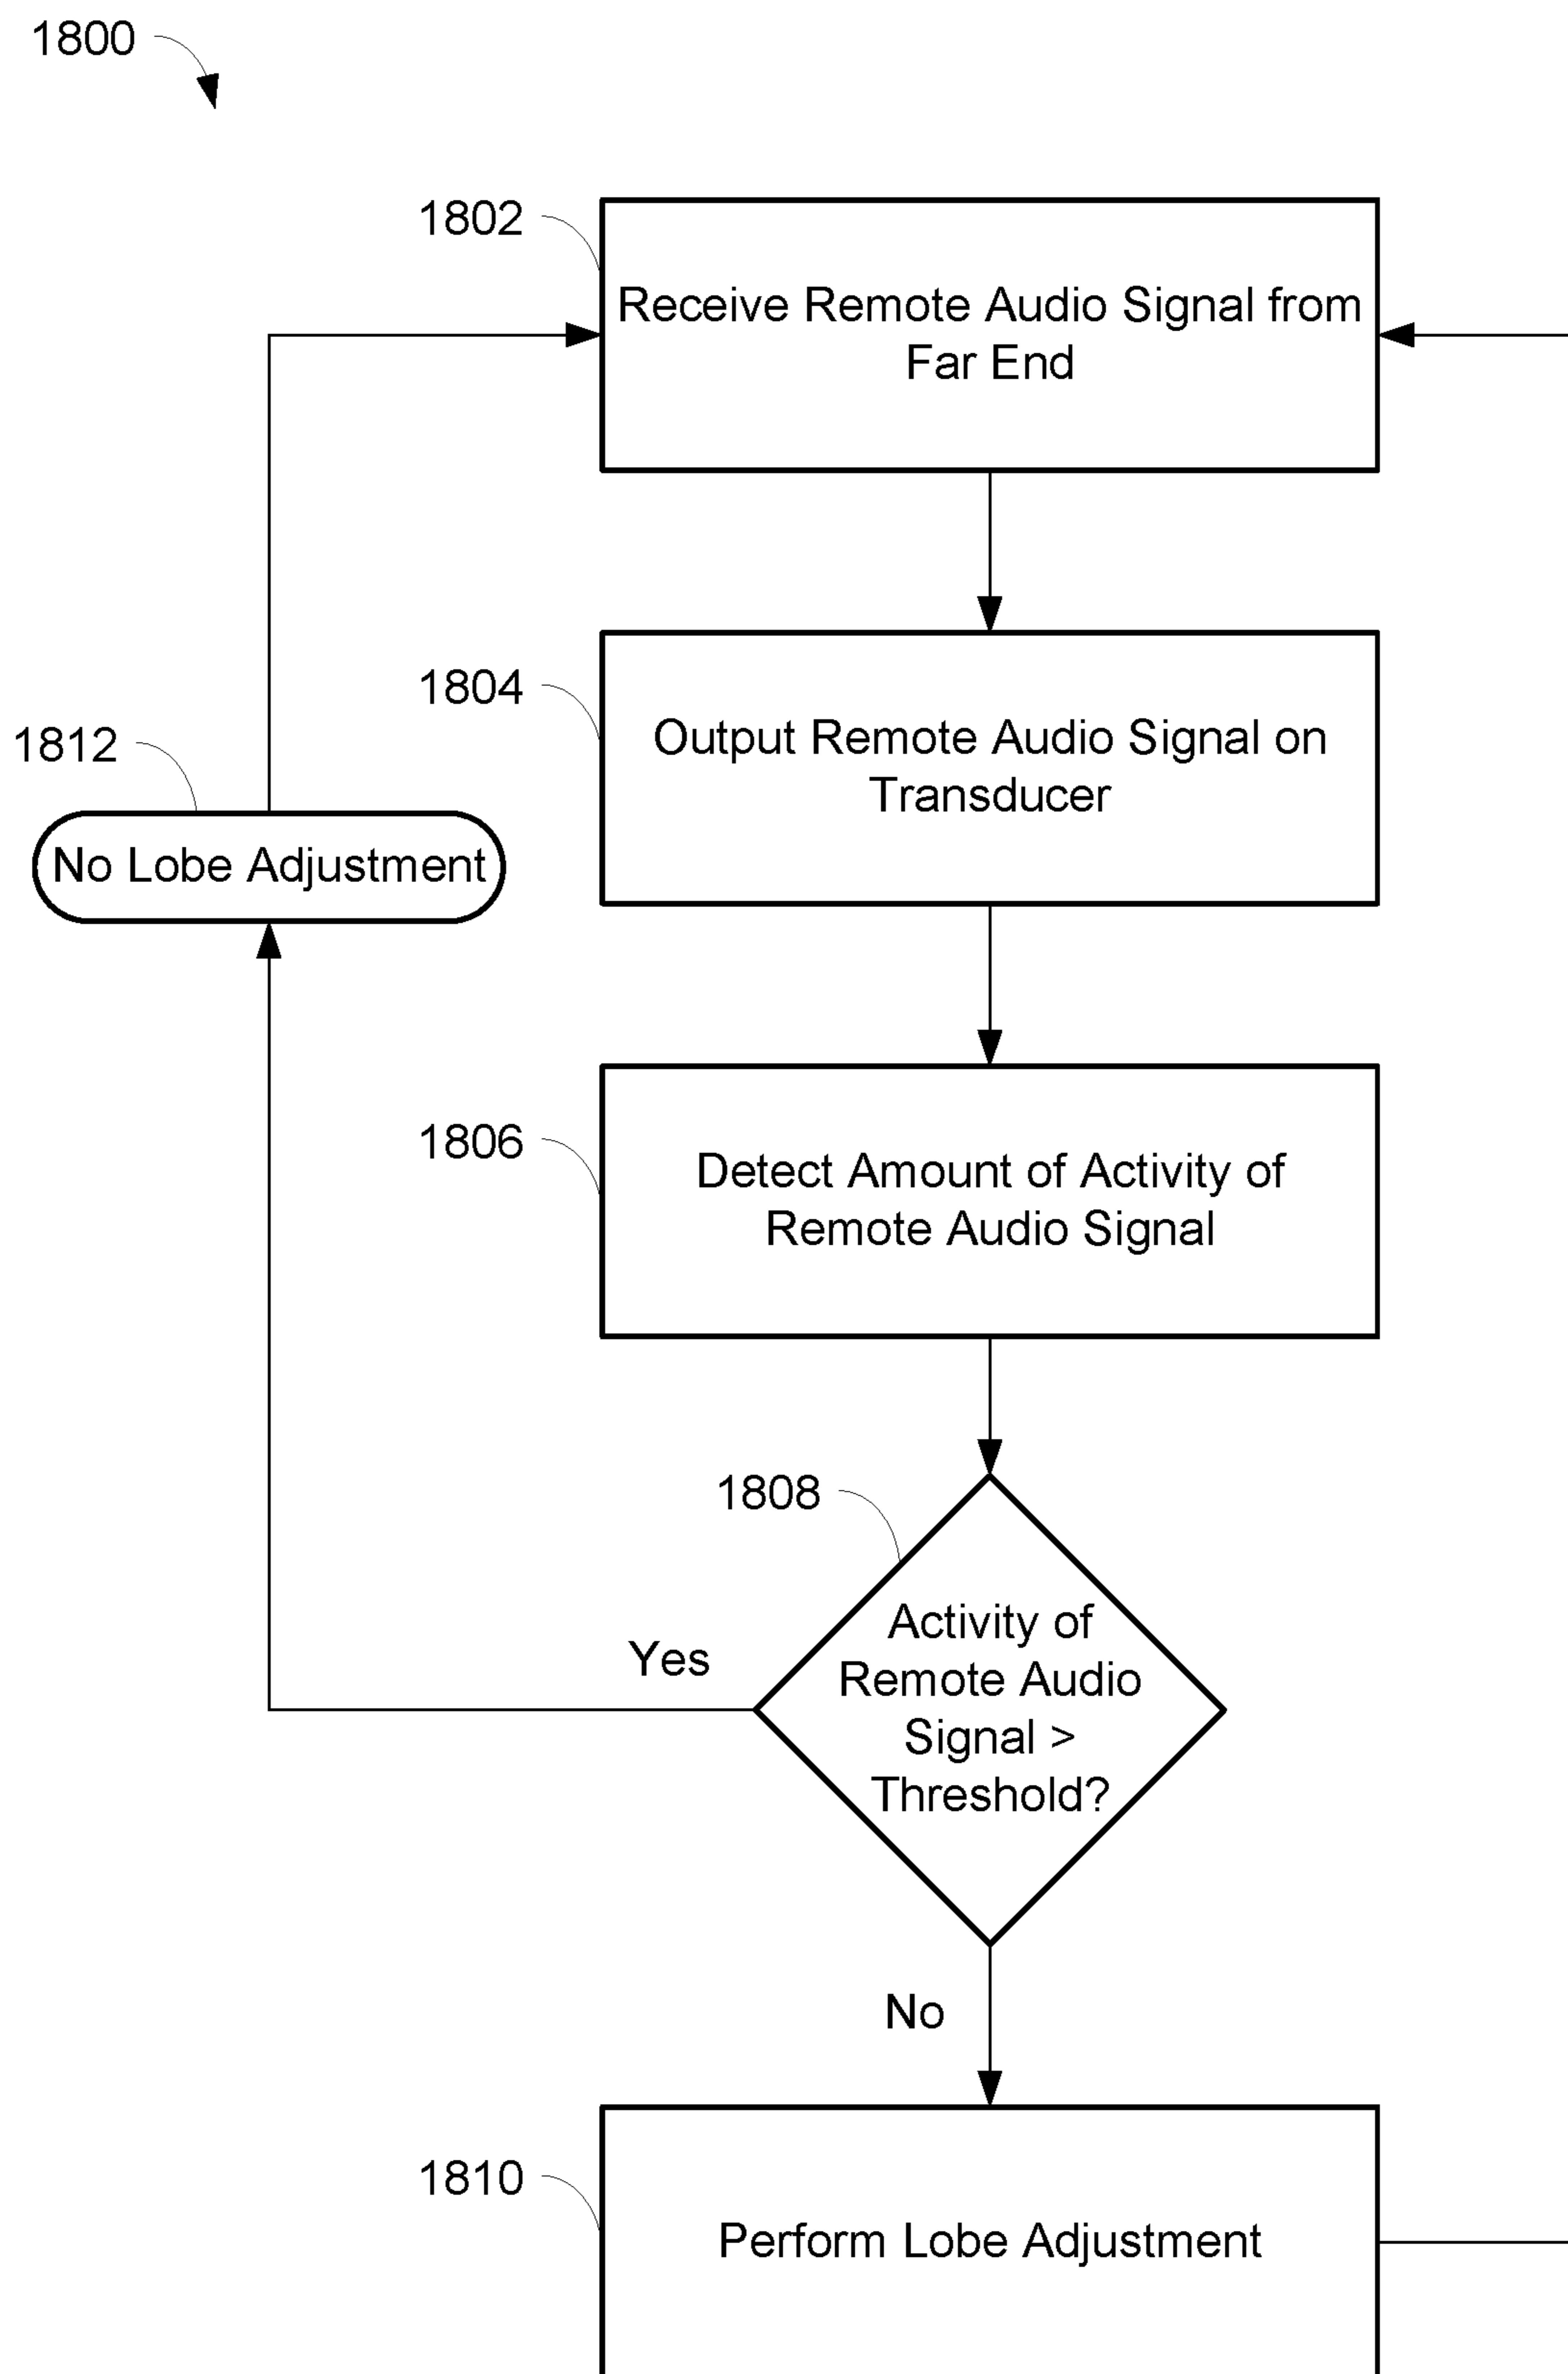 1800
1802
Receive Remote Audio Signal from
Far End
1804
Output Remote Audio Signal on
Transducer
1812
No Lobe Adjustment
1806
Detect Amount of Activity of
Remote Audio Signal
1808
Activity of
Remote Audio
Signal >
Threshold?
Yes
No
1810
Perform Lobe Adjustment